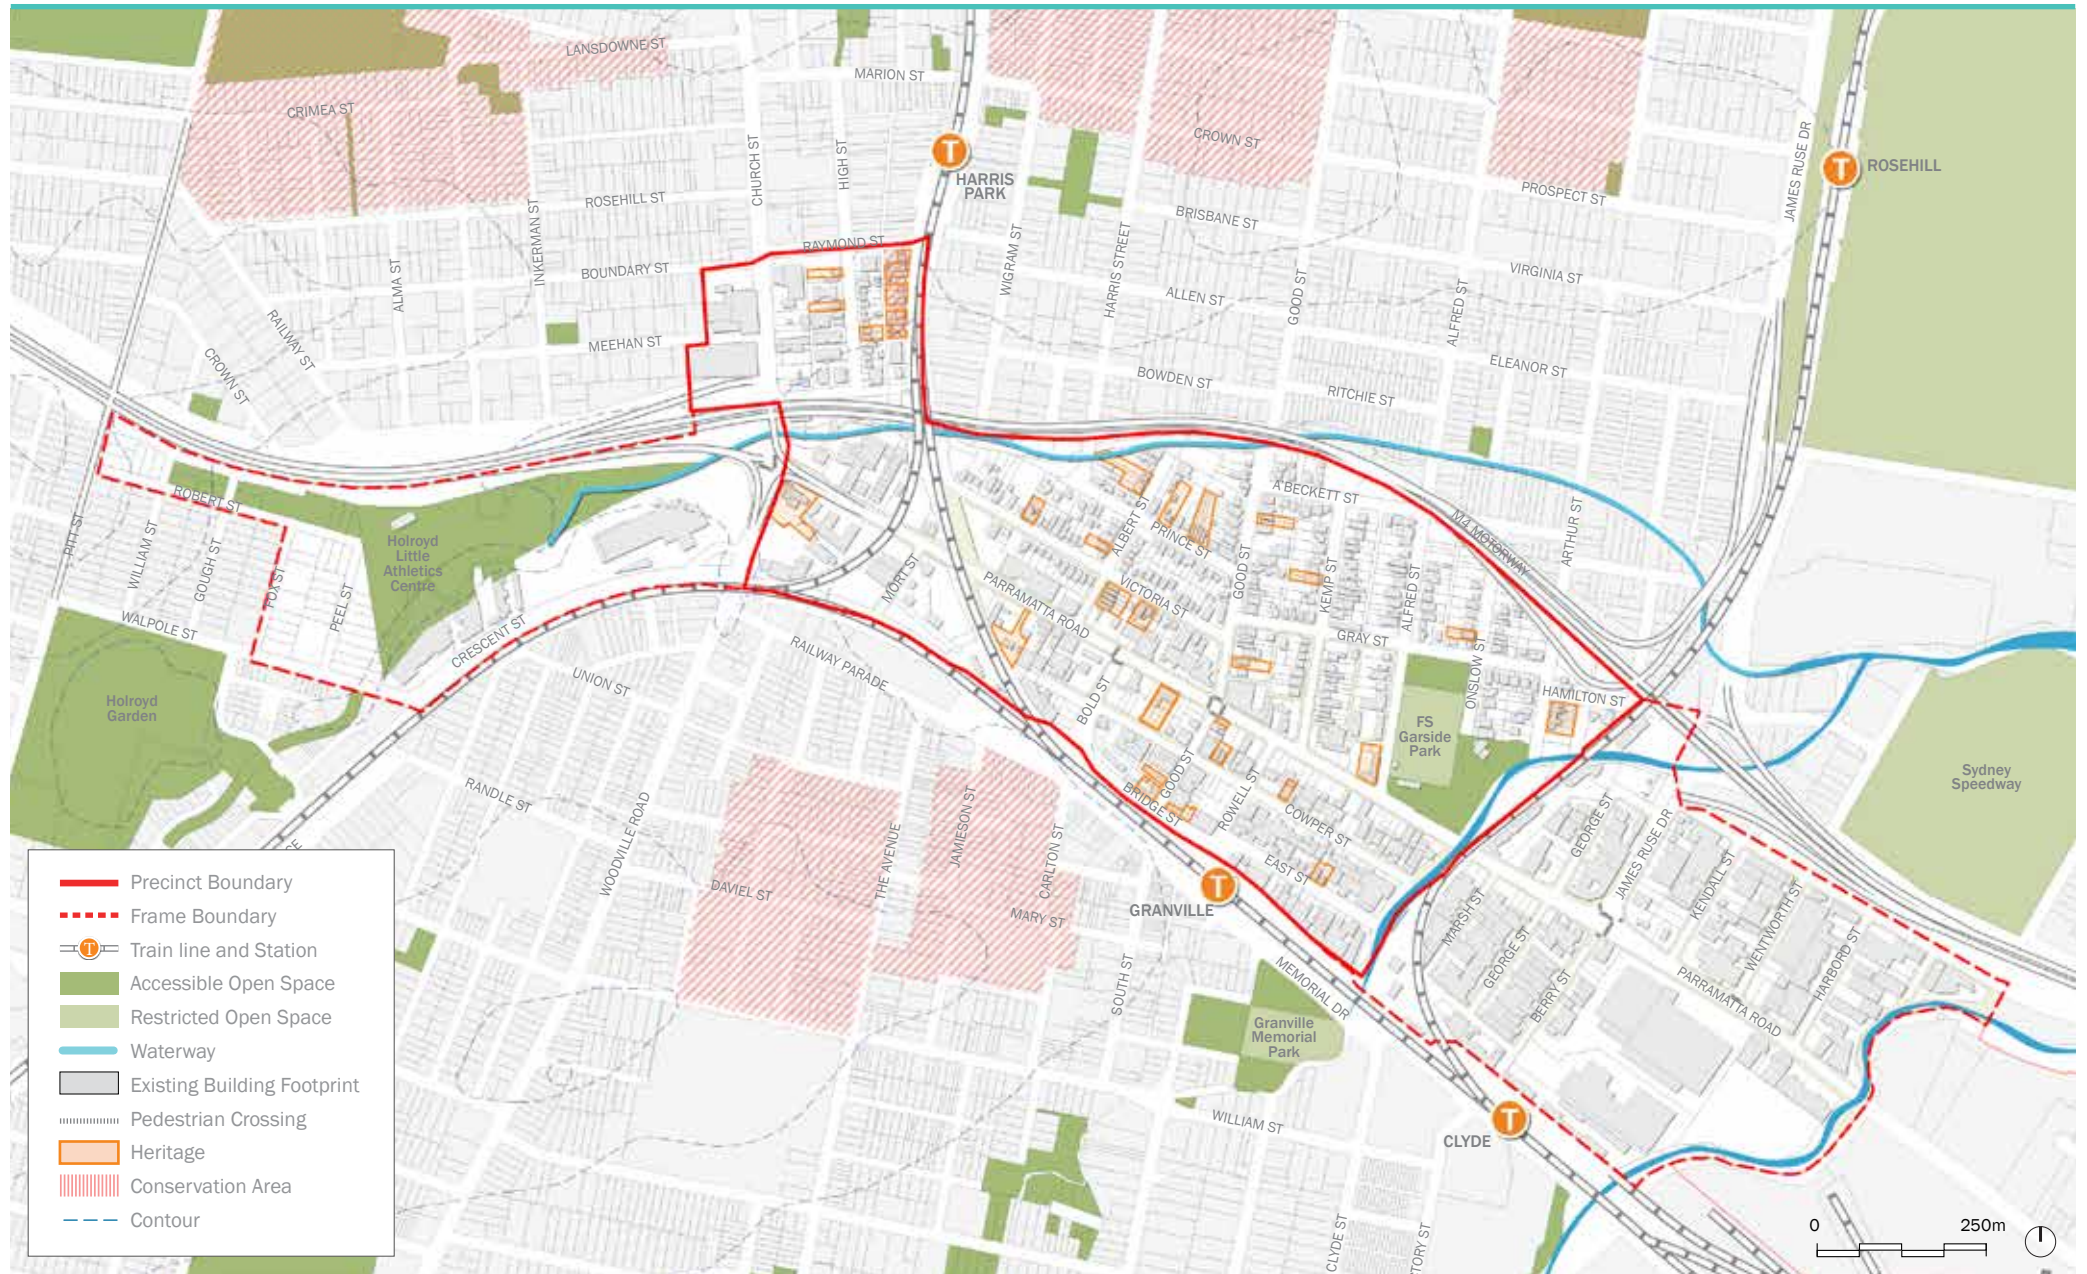 LANSDOWNE ST
MARION ST
CRIMEA ST
CHURCH ST
HIGH ST
CROWN ST
JAMES RUSE DR
T
HARRIS
PARK
T
ROSEHILL
PROSPECT ST
ROSEHILL ST
INKERMAN ST
BRISBANE ST
RAYMOND ST
WIGRAM ST
HARRIS STREET
BOUNDARY ST
ALMA ST
VIRGINIA ST
ALLEN ST
GOOD ST
ALFRED ST
RAILWAY ST
MEEHAN ST
CROWN ST
ELEANOR ST
BOWDEN ST
RITCHIE ST
ROBERT ST
A'BECKETT ST
M4 MOTORWAY
ARTHUR ST
PITT ST
WILLIAM ST
GOUGH ST
FOX ST
PEEL ST
Holroyd
Little
Athletics
Centre
ALBERT ST
PRINCE ST
GOOD ST
KEMP ST
ALFRED ST
MORT ST
PARRAMATTA ROAD
VICTORIA ST
WALPOLE ST
CRESCENT ST
GRAY ST
RAILWAY PARADE
UNION ST
ONSLOW ST
HAMILTON ST
Holroyd
Garden
BOLD ST
FS
Garside
Park
GOOD ST
BRIDGE ST
ROWELL ST
COWPER ST
Sydney
Speedway
RANDLE ST
WOODVILLE ROAD
THE AVENUE
JAMIESON ST
CARLTON ST
GEORGE ST
JAMES RUSE DR
KENDALL ST
EAST ST
DAVIEL ST
MARY ST
T
GRANVILLE
MARSH ST
WENTWORTH ST
HARBORD ST
GEORGE ST
BERRY ST
PARRAMATTA ROAD
SOUTH ST
MEMORIAL DR
Granville
Memorial
Park
WILLIAM ST
T
CLYDE
CLYDE ST
TORY ST
Precinct Boundary
Frame Boundary
T
Train line and Station
Accessible Open Space
Restricted Open Space
Waterway
Existing Building Footprint
Pedestrian Crossing
Heritage
Conservation Area
Contour
0 250m